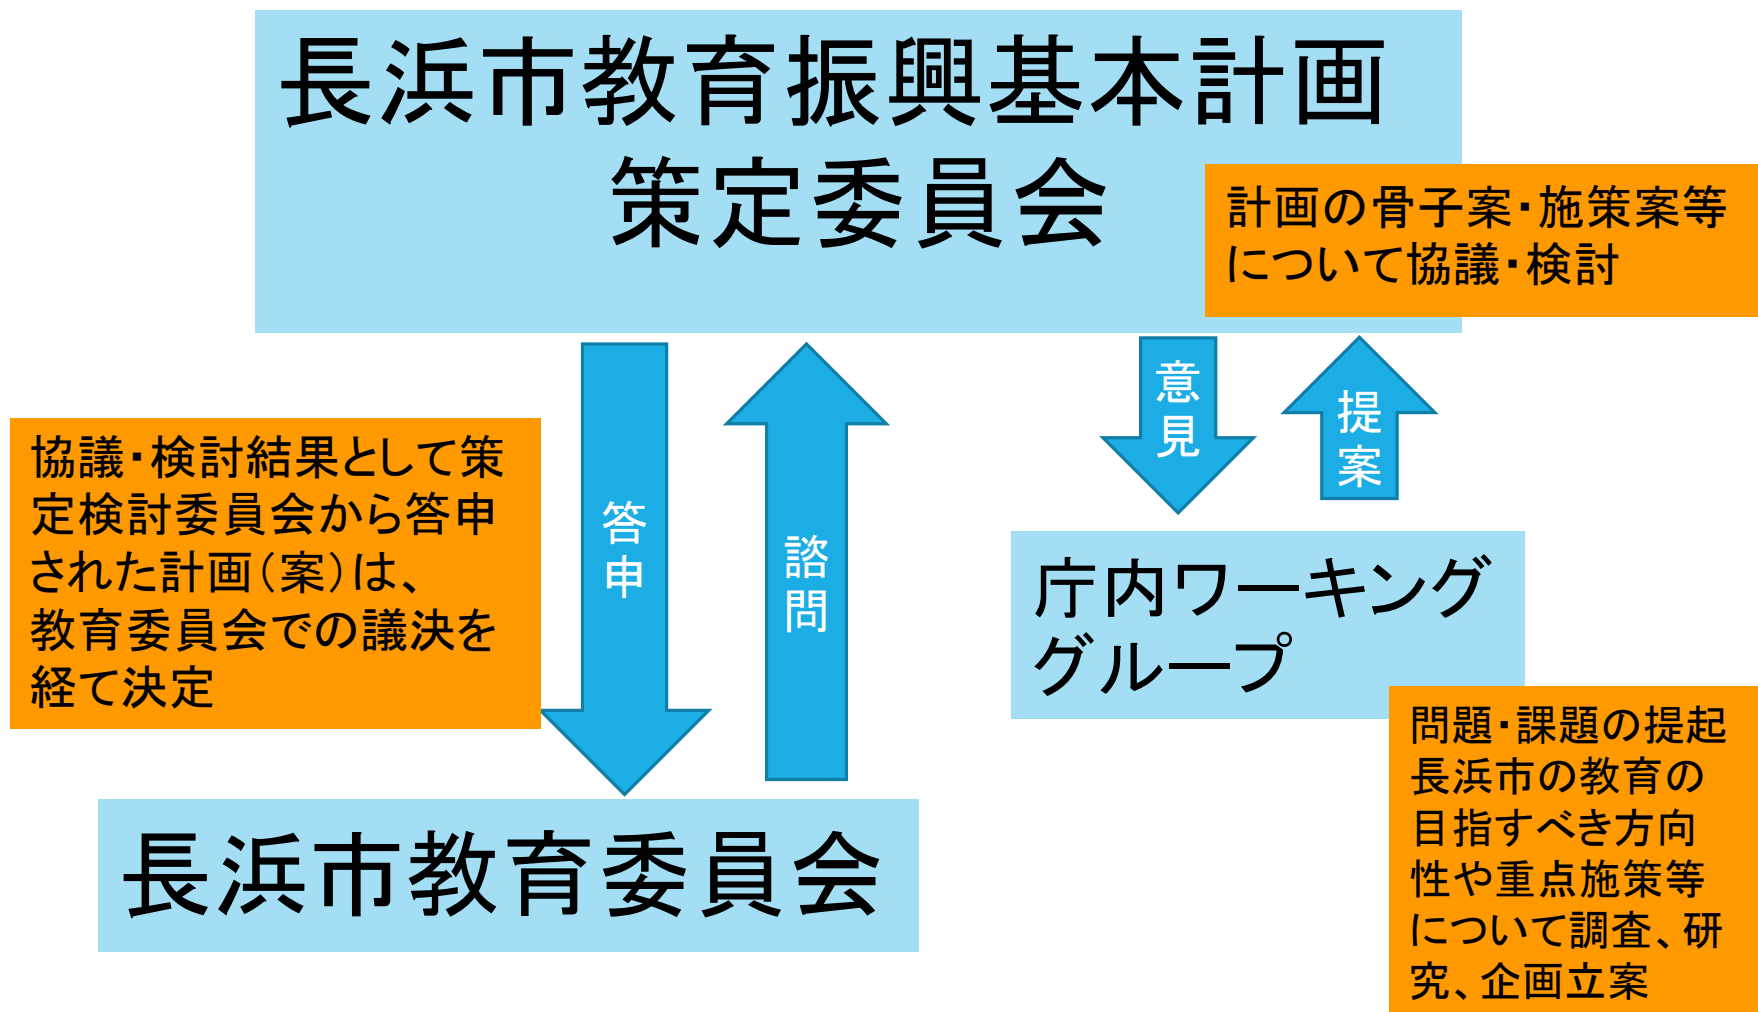 長浜市教育振興基本計画
策定委員会
計画の骨子案・施策案等
について協議・検討
答申
諮問
意見
提案
協議・検討結果として策
定検討委員会から答申
された計画（案）は、
教育委員会での議決を
経て決定
庁内ワーキング
グループ
問題・課題の提起
長浜市の教育の
目指すべき方向
性や重点施策等
について調査、研
究、企画立案
長浜市教育委員会